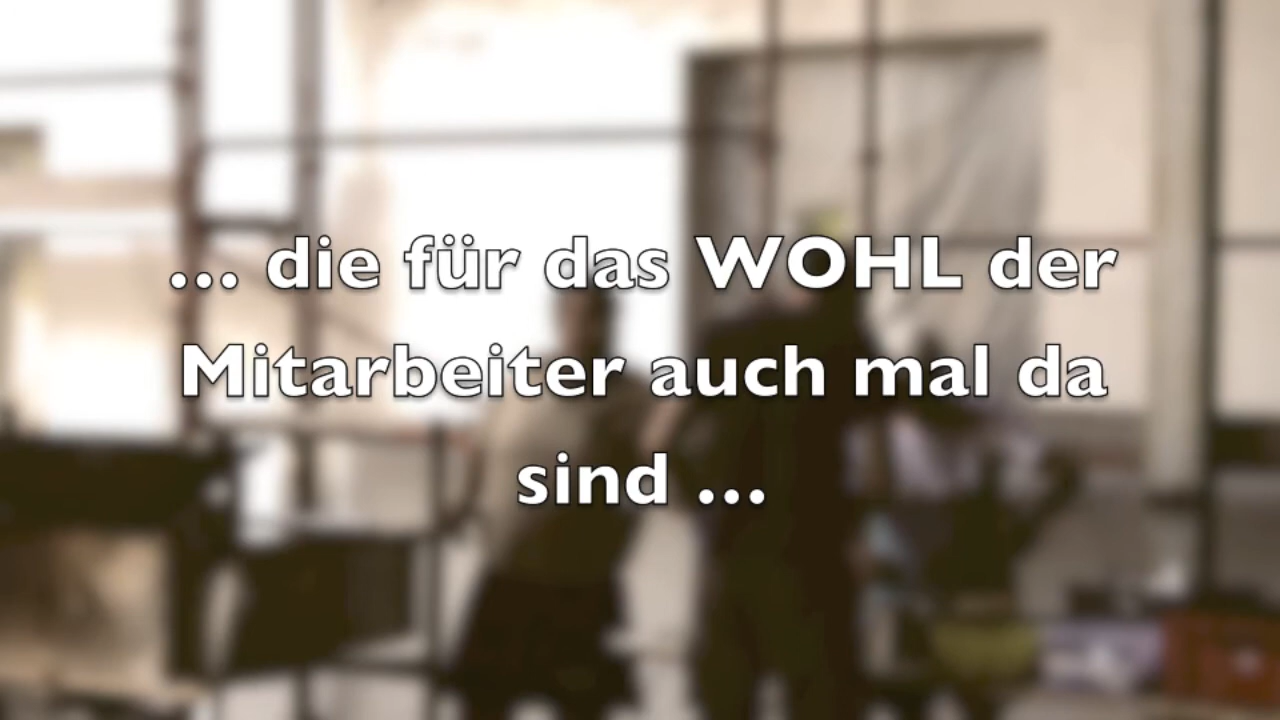 ... die für das WOHL der
Mitarbeiter auch mal da
sind ...